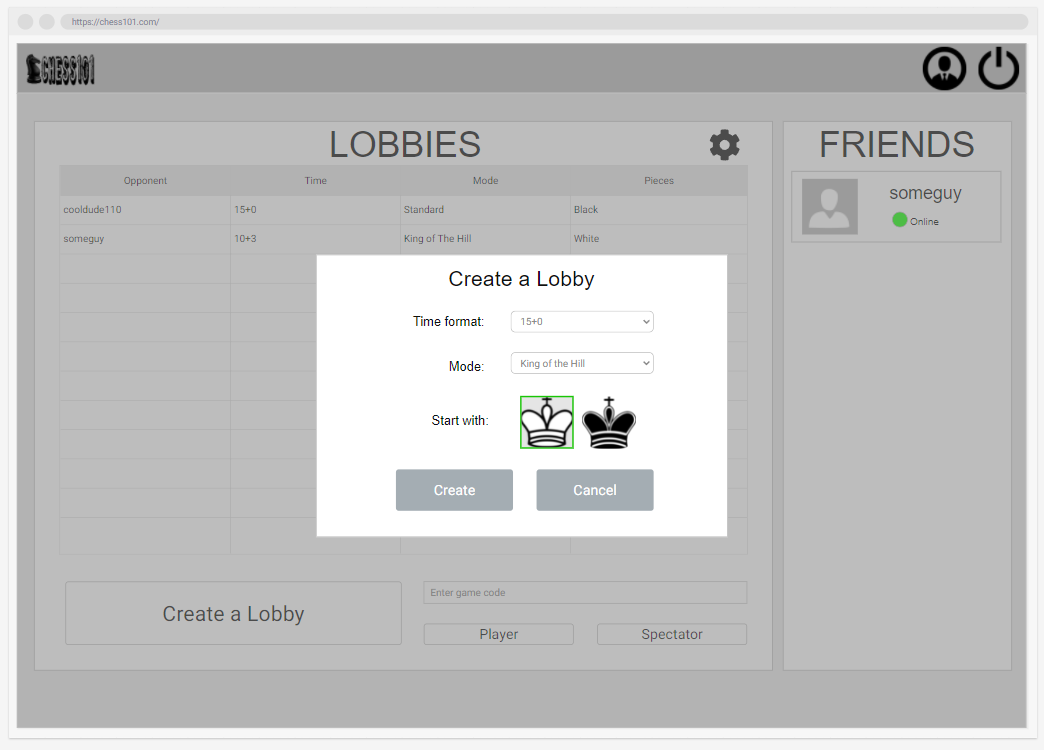 https://chess101.com/
CHESS101
LOBBIES
FRIENDS
Opponent Time Mode Pieces
cooldude110 15+0 Standard Black
someguy 10+3 King of The Hill White
someguy
Online
Create a Lobby
Time format: 15+0
Mode: King of the Hill
Start with:
Create Cancel
Create a Lobby
Enter game code
Player Spectator